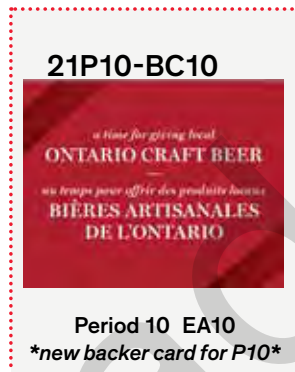 21P10-BC10
a time for giving local
ONTARIO CRAFT BEER
un temps pour offrir des produits locaux
BIÈRES ARTISANALES
DE L'ONTARIO
Period 10 EA10
*new backer card for P10*